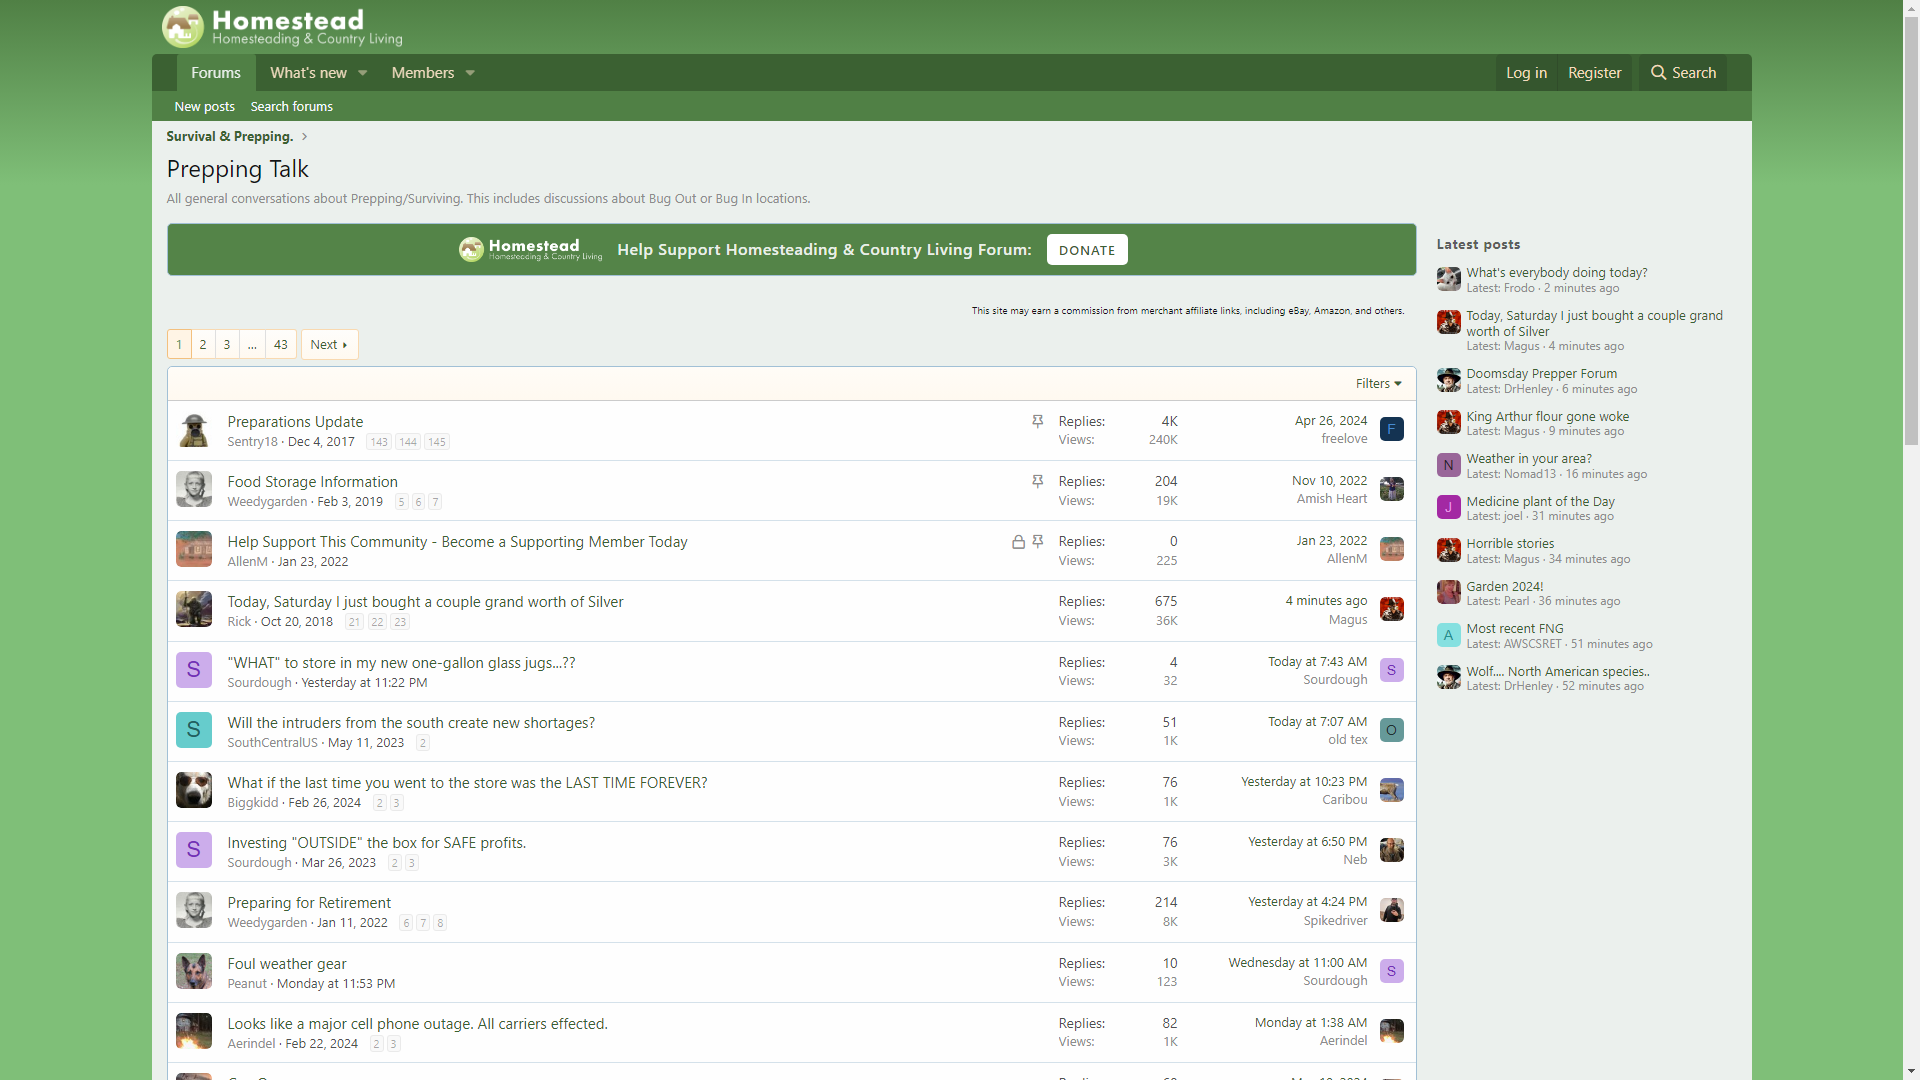 Homestead
Homesteading & Country Living
Forums
What's new
Members
Log in
Register
Search
New posts
Search forums
Survival & Prepping.
Prepping Talk
All general conversations about Prepping/Surviving. This includes discussions about Bug Out or Bug In locations.
Homestead
Homesteading & Country Living
Help Support Homesteading & Country Living Forum:
DONATE
This site may earn a commission from merchant affiliate links, including eBay, Amazon, and others.
1 2 3 ... 43 Next
Filters
Preparations Update
Sentry18 · Dec 4, 2017 143 144 145
Replies: 4K
Views: 240K
Apr 26, 2024
freelove
F
Food Storage Information
Weedygarden · Feb 3, 2019 5 6 7
Replies: 204
Views: 19K
Nov 10, 2022
Amish Heart
Help Support This Community - Become a Supporting Member Today
AllenM · Jan 23, 2022
Replies: 0
Views: 225
Jan 23, 2022
AllenM
Today, Saturday I just bought a couple grand worth of Silver
Rick · Oct 20, 2018 21 22 23
Replies: 675
Views: 36K
4 minutes ago
Magus
S
"WHAT" to store in my new one-gallon glass jugs...??
Sourdough · Yesterday at 11:22 PM
Replies: 4
Views: 32
Today at 7:43 AM
Sourdough
S
S
Will the intruders from the south create new shortages?
SouthCentralUS · May 11, 2023 2
Replies: 51
Views: 1K
Today at 7:07 AM
old tex
O
What if the last time you went to the store was the LAST TIME FOREVER?
Biggkidd · Feb 26, 2024 2 3
Replies: 76
Views: 1K
Yesterday at 10:23 PM
Caribou
S
Investing "OUTSIDE" the box for SAFE profits.
Sourdough · Mar 26, 2023 2 3
Replies: 76
Views: 3K
Yesterday at 6:50 PM
Neb
Preparing for Retirement
Weedygarden · Jan 11, 2022 6 7 8
Replies: 214
Views: 8K
Yesterday at 4:24 PM
Spikedriver
Foul weather gear
Peanut · Monday at 11:53 PM
Replies: 10
Views: 123
Wednesday at 11:00 AM
Sourdough
S
Looks like a major cell phone outage. All carriers effected.
Aerindel · Feb 22, 2024 2 3
Replies: 82
Views: 1K
Monday at 1:38 AM
Aerindel
Latest posts
What's everybody doing today?
Latest: Frodo · 2 minutes ago
Today, Saturday I just bought a couple grand
worth of Silver
Latest: Magus · 4 minutes ago
Doomsday Prepper Forum
Latest: DrHenley · 6 minutes ago
King Arthur flour gone woke
Latest: Magus · 9 minutes ago
N
Weather in your area?
Latest: Nomad13 · 16 minutes ago
J
Medicine plant of the Day
Latest: joel · 31 minutes ago
Horrible stories
Latest: Magus · 34 minutes ago
Garden 2024!
Latest: Pearl · 36 minutes ago
A
Most recent FNG
Latest: AWSCSRET · 51 minutes ago
Wolf.... North American species..
Latest: DrHenley · 52 minutes ago